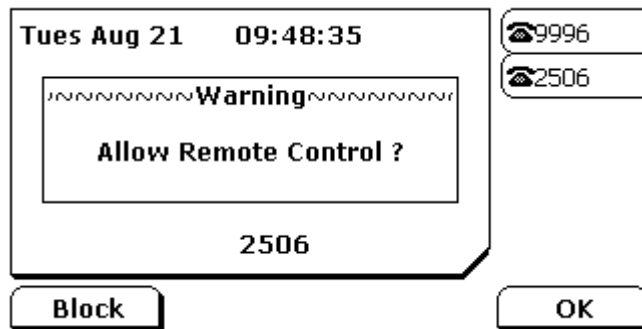 Tues Aug 21 09:48:35
☎9996
☎2506
~~~~~~~~Warning~~~~~~~~
Allow Remote Control ?
2506
Block
OK